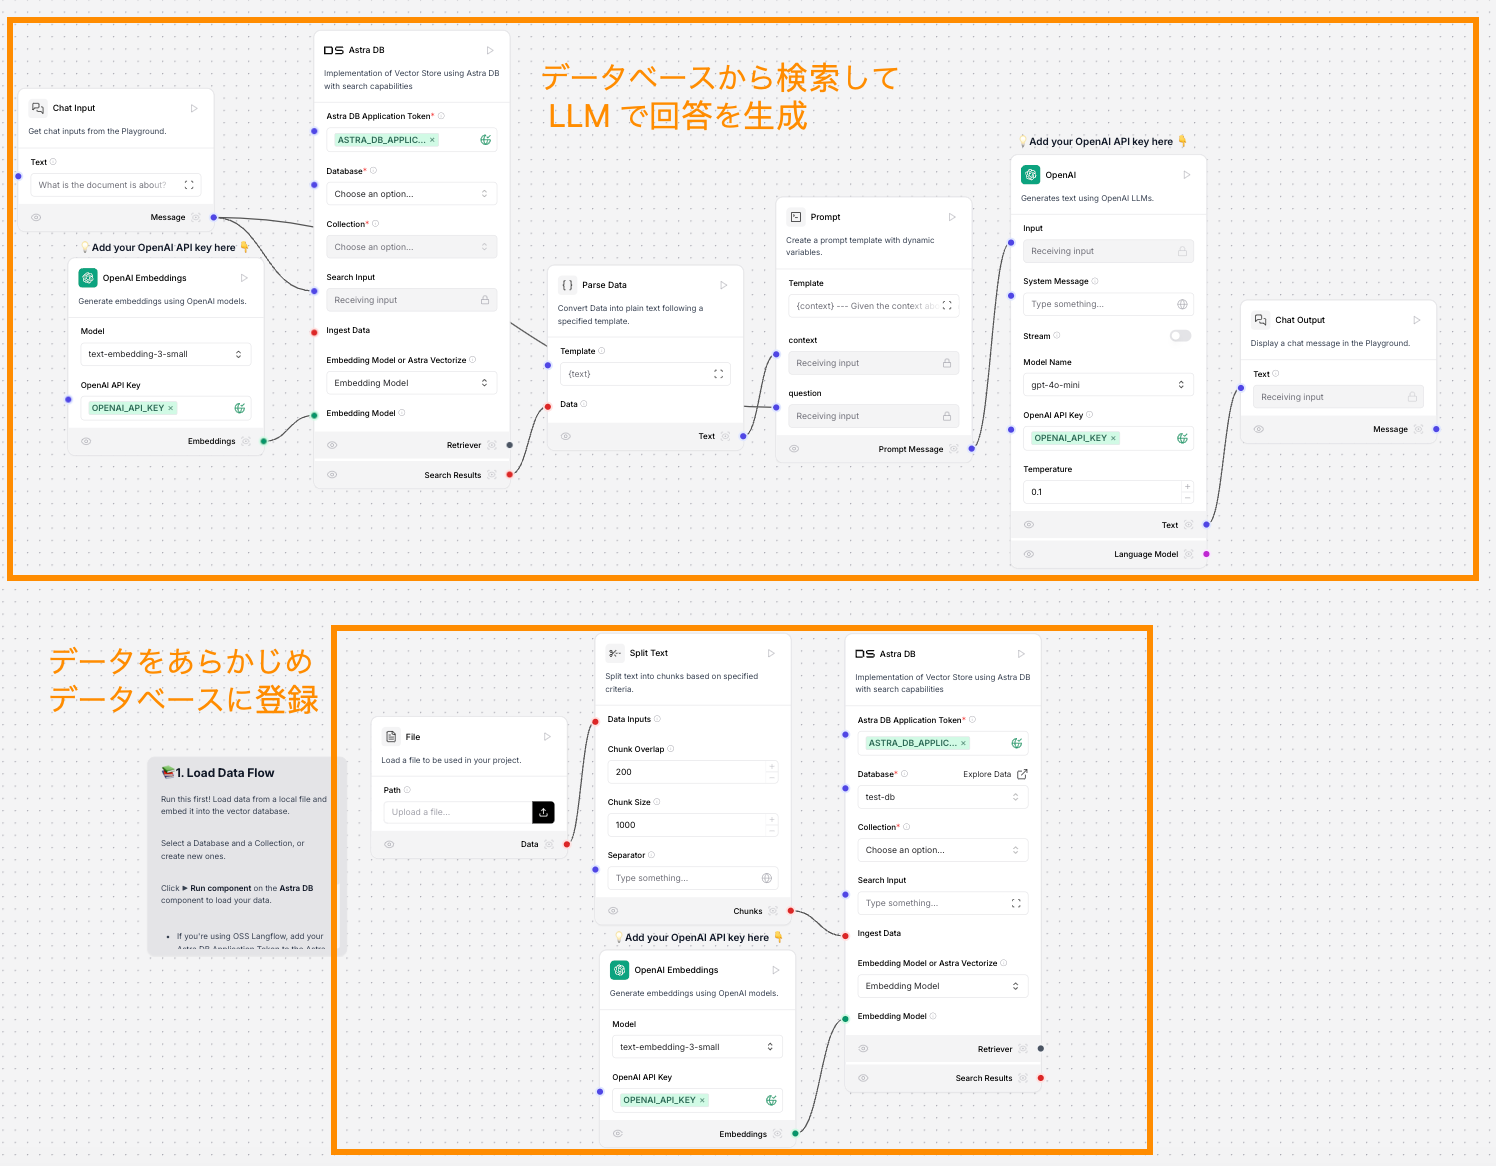 データベースから検索して
LLM で回答を生成
Chat Input
Get chat inputs from the Playground.
Text
What is the document is about?
Message
💡Add your OpenAI API key here 👇
OpenAI Embeddings
Generate embeddings using OpenAI models.
Model
text-embedding-3-small
OpenAI API Key
OPENAI_API_KEY ×
Embeddings
DS Astra DB
Implementation of Vector Store using Astra DB
with search capabilities
Astra DB Application Token*
ASTRA_DB_APPLIC... ×
Database*
Choose an option...
Collection*
Choose an option...
Search Input
Receiving input
Ingest Data
Embedding Model or Astra Vectorize
Embedding Model
Embedding Model
Retriever
Search Results
Parse Data
Convert Data into plain text following a
specified template.
Template
{text}
Data
Text
Prompt
Create a prompt template with dynamic
variables.
Template
{context} --- Given the context
context
Receiving input
question
Receiving input
Prompt Message
💡Add your OpenAI API key here 👇
OpenAI
Generates text using OpenAI LLMs.
Input
Receiving input
System Message
Type something...
Stream
Model Name
gpt-4o-mini
OpenAI API Key
OPENAI_API_KEY ×
Temperature
0.1
Text
Language Model
Chat Output
Display a chat message in the Playground.
Text
Receiving input
Message
データをあらかじめ
データベースに登録
📚1. Load Data Flow
Run this first! Load data from a local file and
embed it into the vector database.
Select a Database and a Collection, or
create new ones.
Click ▶ Run component on the Astra DB
component to load your data.
• If you're using OSS Langflow, add your
Astra DB Application Token to the Astra
File
Load a file to be used in your project.
Path
Upload a file...
Data
Split Text
Split text into chunks based on specified
criteria.
Data Inputs
Chunk Overlap
200
Chunk Size
1000
Separator
Type something...
Chunks
💡Add your OpenAI API key here 👇
OpenAI Embeddings
Generate embeddings using OpenAI models.
Model
text-embedding-3-small
OpenAI API Key
OPENAI_API_KEY ×
Embeddings
DS Astra DB
Implementation of Vector Store using Astra DB
with search capabilities
Astra DB Application Token*
ASTRA_DB_APPLIC... ×
Database* Explore Data
test-db
Collection*
Choose an option...
Search Input
Type something...
Ingest Data
Embedding Model or Astra Vectorize
Embedding Model
Embedding Model
Retriever
Search Results